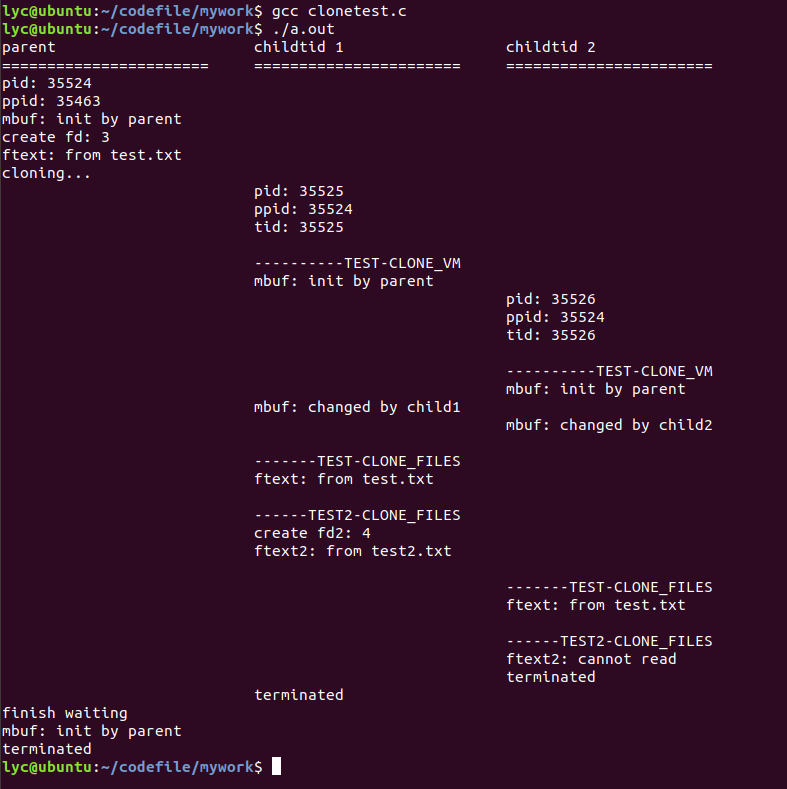 lyc@ubuntu:~/codefile/mywork$ gcc clonetest.c
lyc@ubuntu:~/codefile/mywork$ ./a.out
parent                      childtid 1                  childtid 2
=======================     =======================     =======================
pid: 35524
ppid: 35463
mbuf: init by parent
create fd: 3
ftext: from test.txt
cloning...
                            pid: 35525
                            ppid: 35524
                            tid: 35525
                            ----------TEST-CLONE_VM
                            mbuf: init by parent
                                                        pid: 35526
                                                        ppid: 35524
                                                        tid: 35526
                                                        ----------TEST-CLONE_VM
                                                        mbuf: init by parent
                            mbuf: changed by child1
                                                        mbuf: changed by child2
                            -------TEST-CLONE_FILES
                            ftext: from test.txt
                            ------TEST2-CLONE_FILES
                            create fd2: 4
                            ftext2: from test2.txt
                                                        -------TEST-CLONE_FILES
                                                        ftext: from test.txt
                                                        ------TEST2-CLONE_FILES
                                                        ftext2: cannot read
                                                        terminated
                            terminated
finish waiting
mbuf: init by parent
terminated
lyc@ubuntu:~/codefile/mywork$